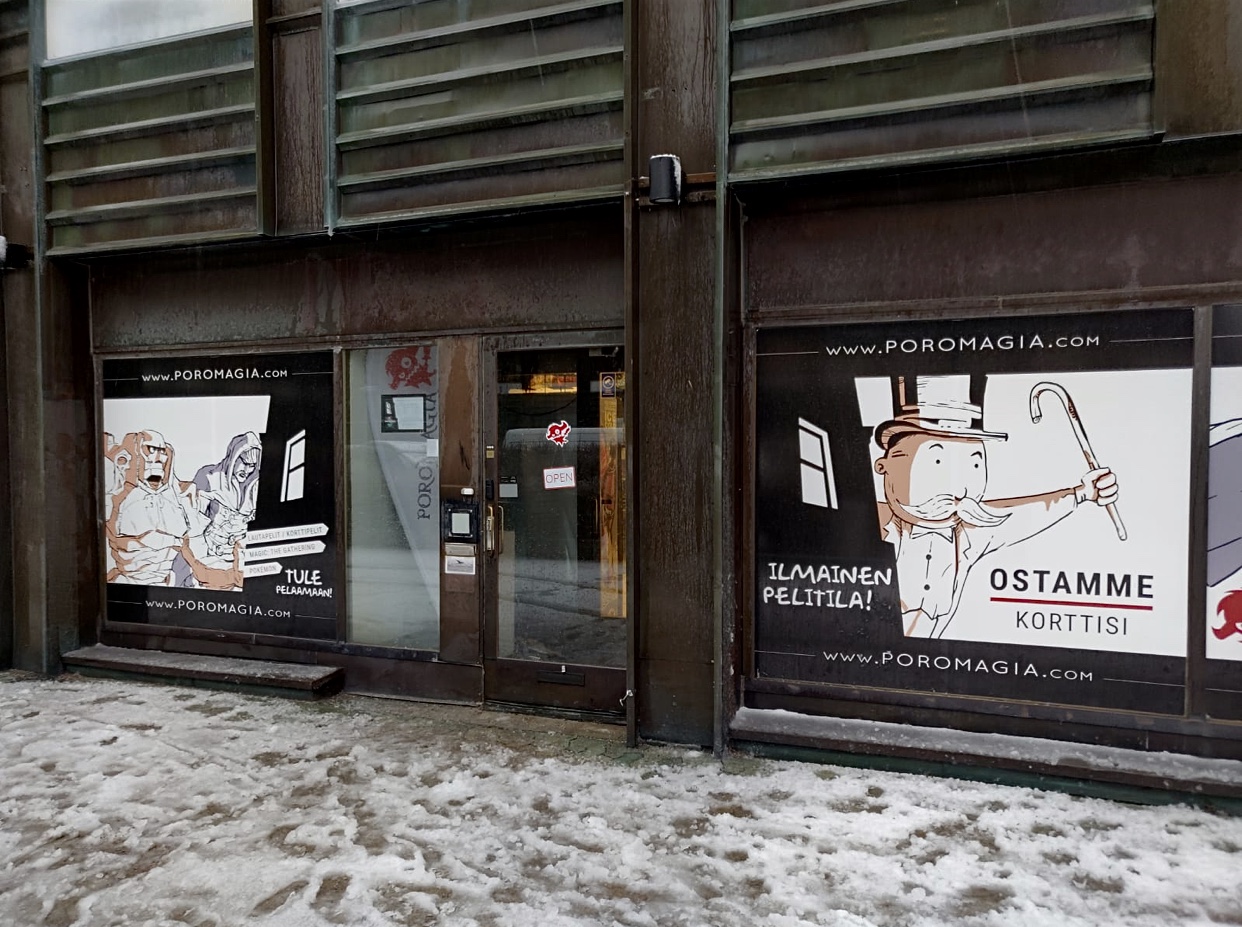 www.POROMAGIA.com
LAUTAPELIT / KORTTIPELIT
MAGIC: THE GATHERING
POKEMON
TULE
PELAAMAAN!
www.POROMAGIA.com
OPEN
www.POROMAGIA.com
ILMAINEN
PELITILA!
OSTAMME
KORTTISI
www.POROMAGIA.com